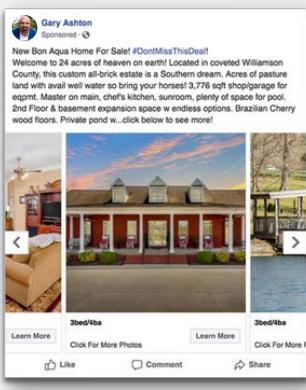 Gary Ashton
Sponsored ·
New Bon Aqua Home For Sale! #DontMissThisDeal!
Welcome to 24 acres of heaven on earth! Located in coveted Williamson
County, this custom all-brick estate is a Southern dream. Acres of pasture
land with avail well water so bring your horses! 3,776 sqft shop/garage for
eqpmt. Master on main, chef's kitchen, sunroom, plenty of space for pool.
2nd Floor & basement expansion space w endless options. Brazilian Cherry
wood floors. Private pond w...click below to see more!
3bed/4ba
3bed/4ba
Learn More
Learn More
Click For More Photos
Click For More F
Like
Comment
Share